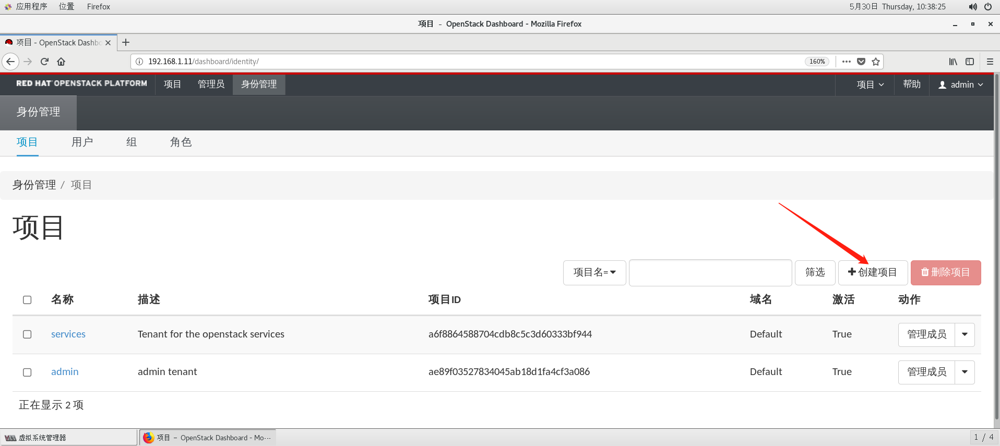 应用程序 位置 Firefox 5月30日 Thursday, 10:38:25
项目 - OpenStack Dashboard - Mozilla Firefox
项目 - OpenStack Dashbo
192.168.1.11/dashboard/identity/ 160%
RED HAT OPENSTACK PLATFORM 项目 管理员 身份管理 项目 帮助 admin
身份管理
项目 用户 组 角色
身份管理 / 项目
项目
项目名= 筛选 创建项目 删除项目
名称 描述 项目ID 域名 激活 动作
services Tenant for the openstack services a6f8864588704cdb8c5c3d60333bf944 Default True 管理成员
admin admin tenant ae89f03527834045ab18d1fa4cf3a086 Default True 管理成员
正在显示 2 项
虚拟系统管理器 项目 - OpenStack Dashboard - Mo··· 1 / 4